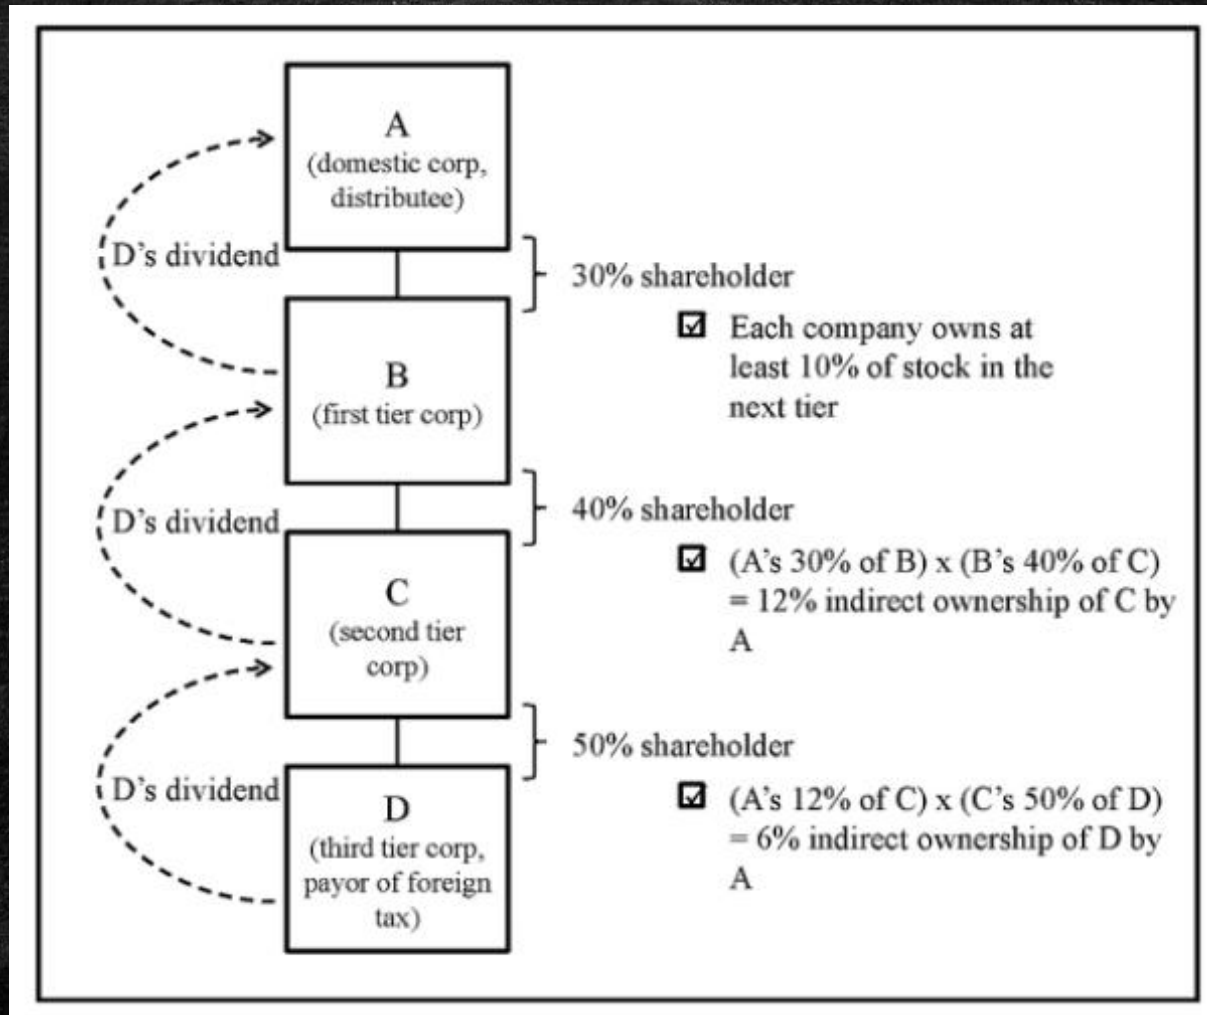 A
(domestic corp,
distributee)
D's dividend
30% shareholder
☑ Each company owns at
least 10% of stock in the
next tier
B
(first tier corp)
40% shareholder
D's dividend
☑ (A's 30% of B) x (B's 40% of C)
= 12% indirect ownership of C by
A
C
(second tier
corp)
50% shareholder
D's dividend
☑ (A's 12% of C) x (C's 50% of D)
= 6% indirect ownership of D by
A
D
(third tier corp,
payor of foreign
tax)